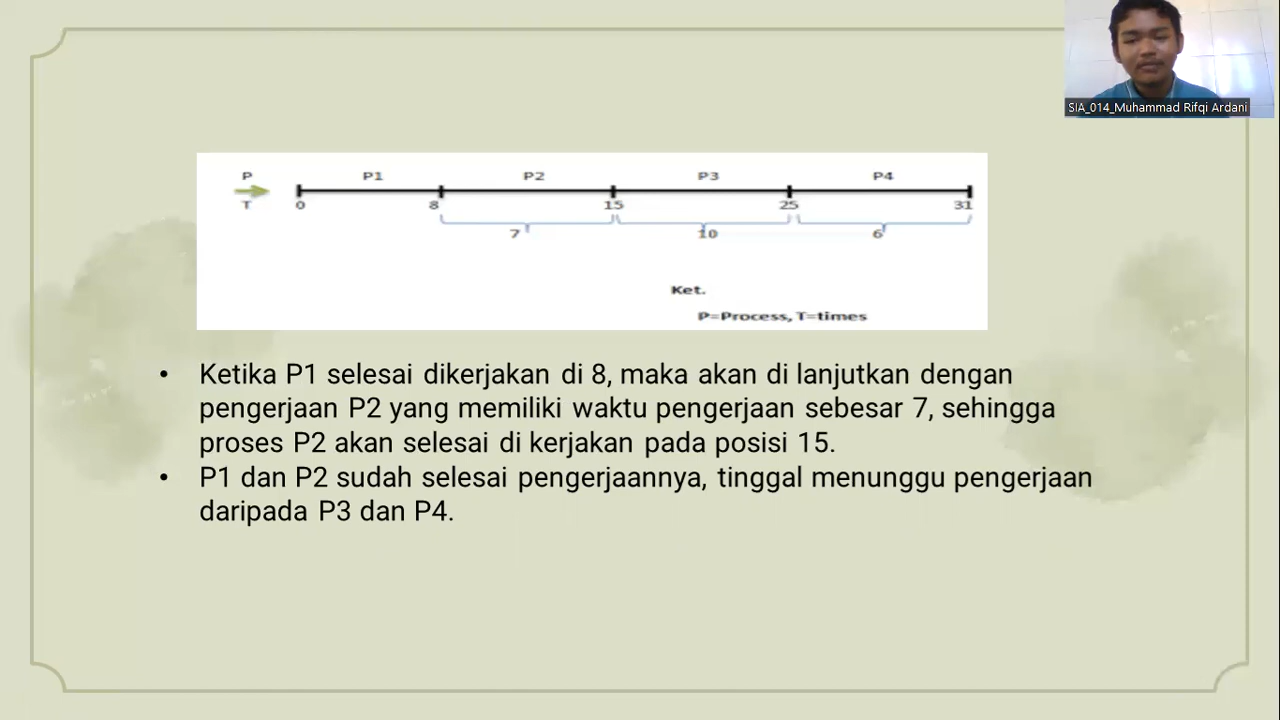 SIA_014_Muhammad Rifqi Ardani
P P1 P2 P3 P4
T 0 8 15 25 31
7 10 6
Ket.
P=Process, T=times
• Ketika P1 selesai dikerjakan di 8, maka akan di lanjutkan dengan
pengerjaan P2 yang memiliki waktu pengerjaan sebesar 7, sehingga
proses P2 akan selesai di kerjakan pada posisi 15.
• P1 dan P2 sudah selesai pengerjaannya, tinggal menunggu pengerjaan
daripada P3 dan P4.